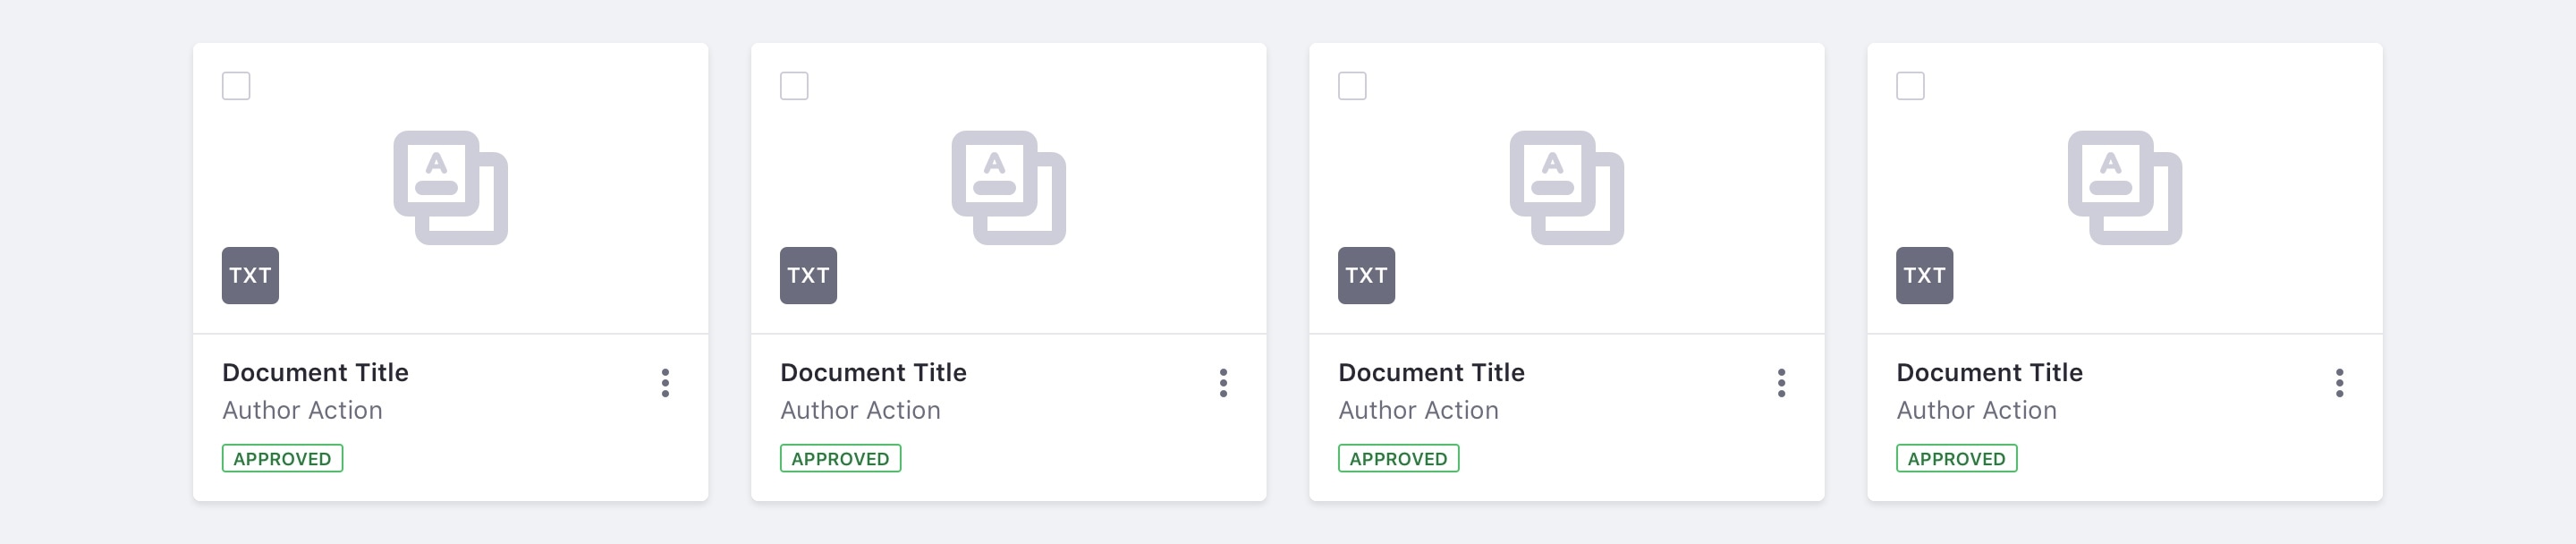 A
A
A
A
TXT
TXT
TXT
TXT
Document Title
Document Title
Document Title
Document Title
Author Action
Author Action
Author Action
Author Action
APPROVED
APPROVED
APPROVED
APPROVED